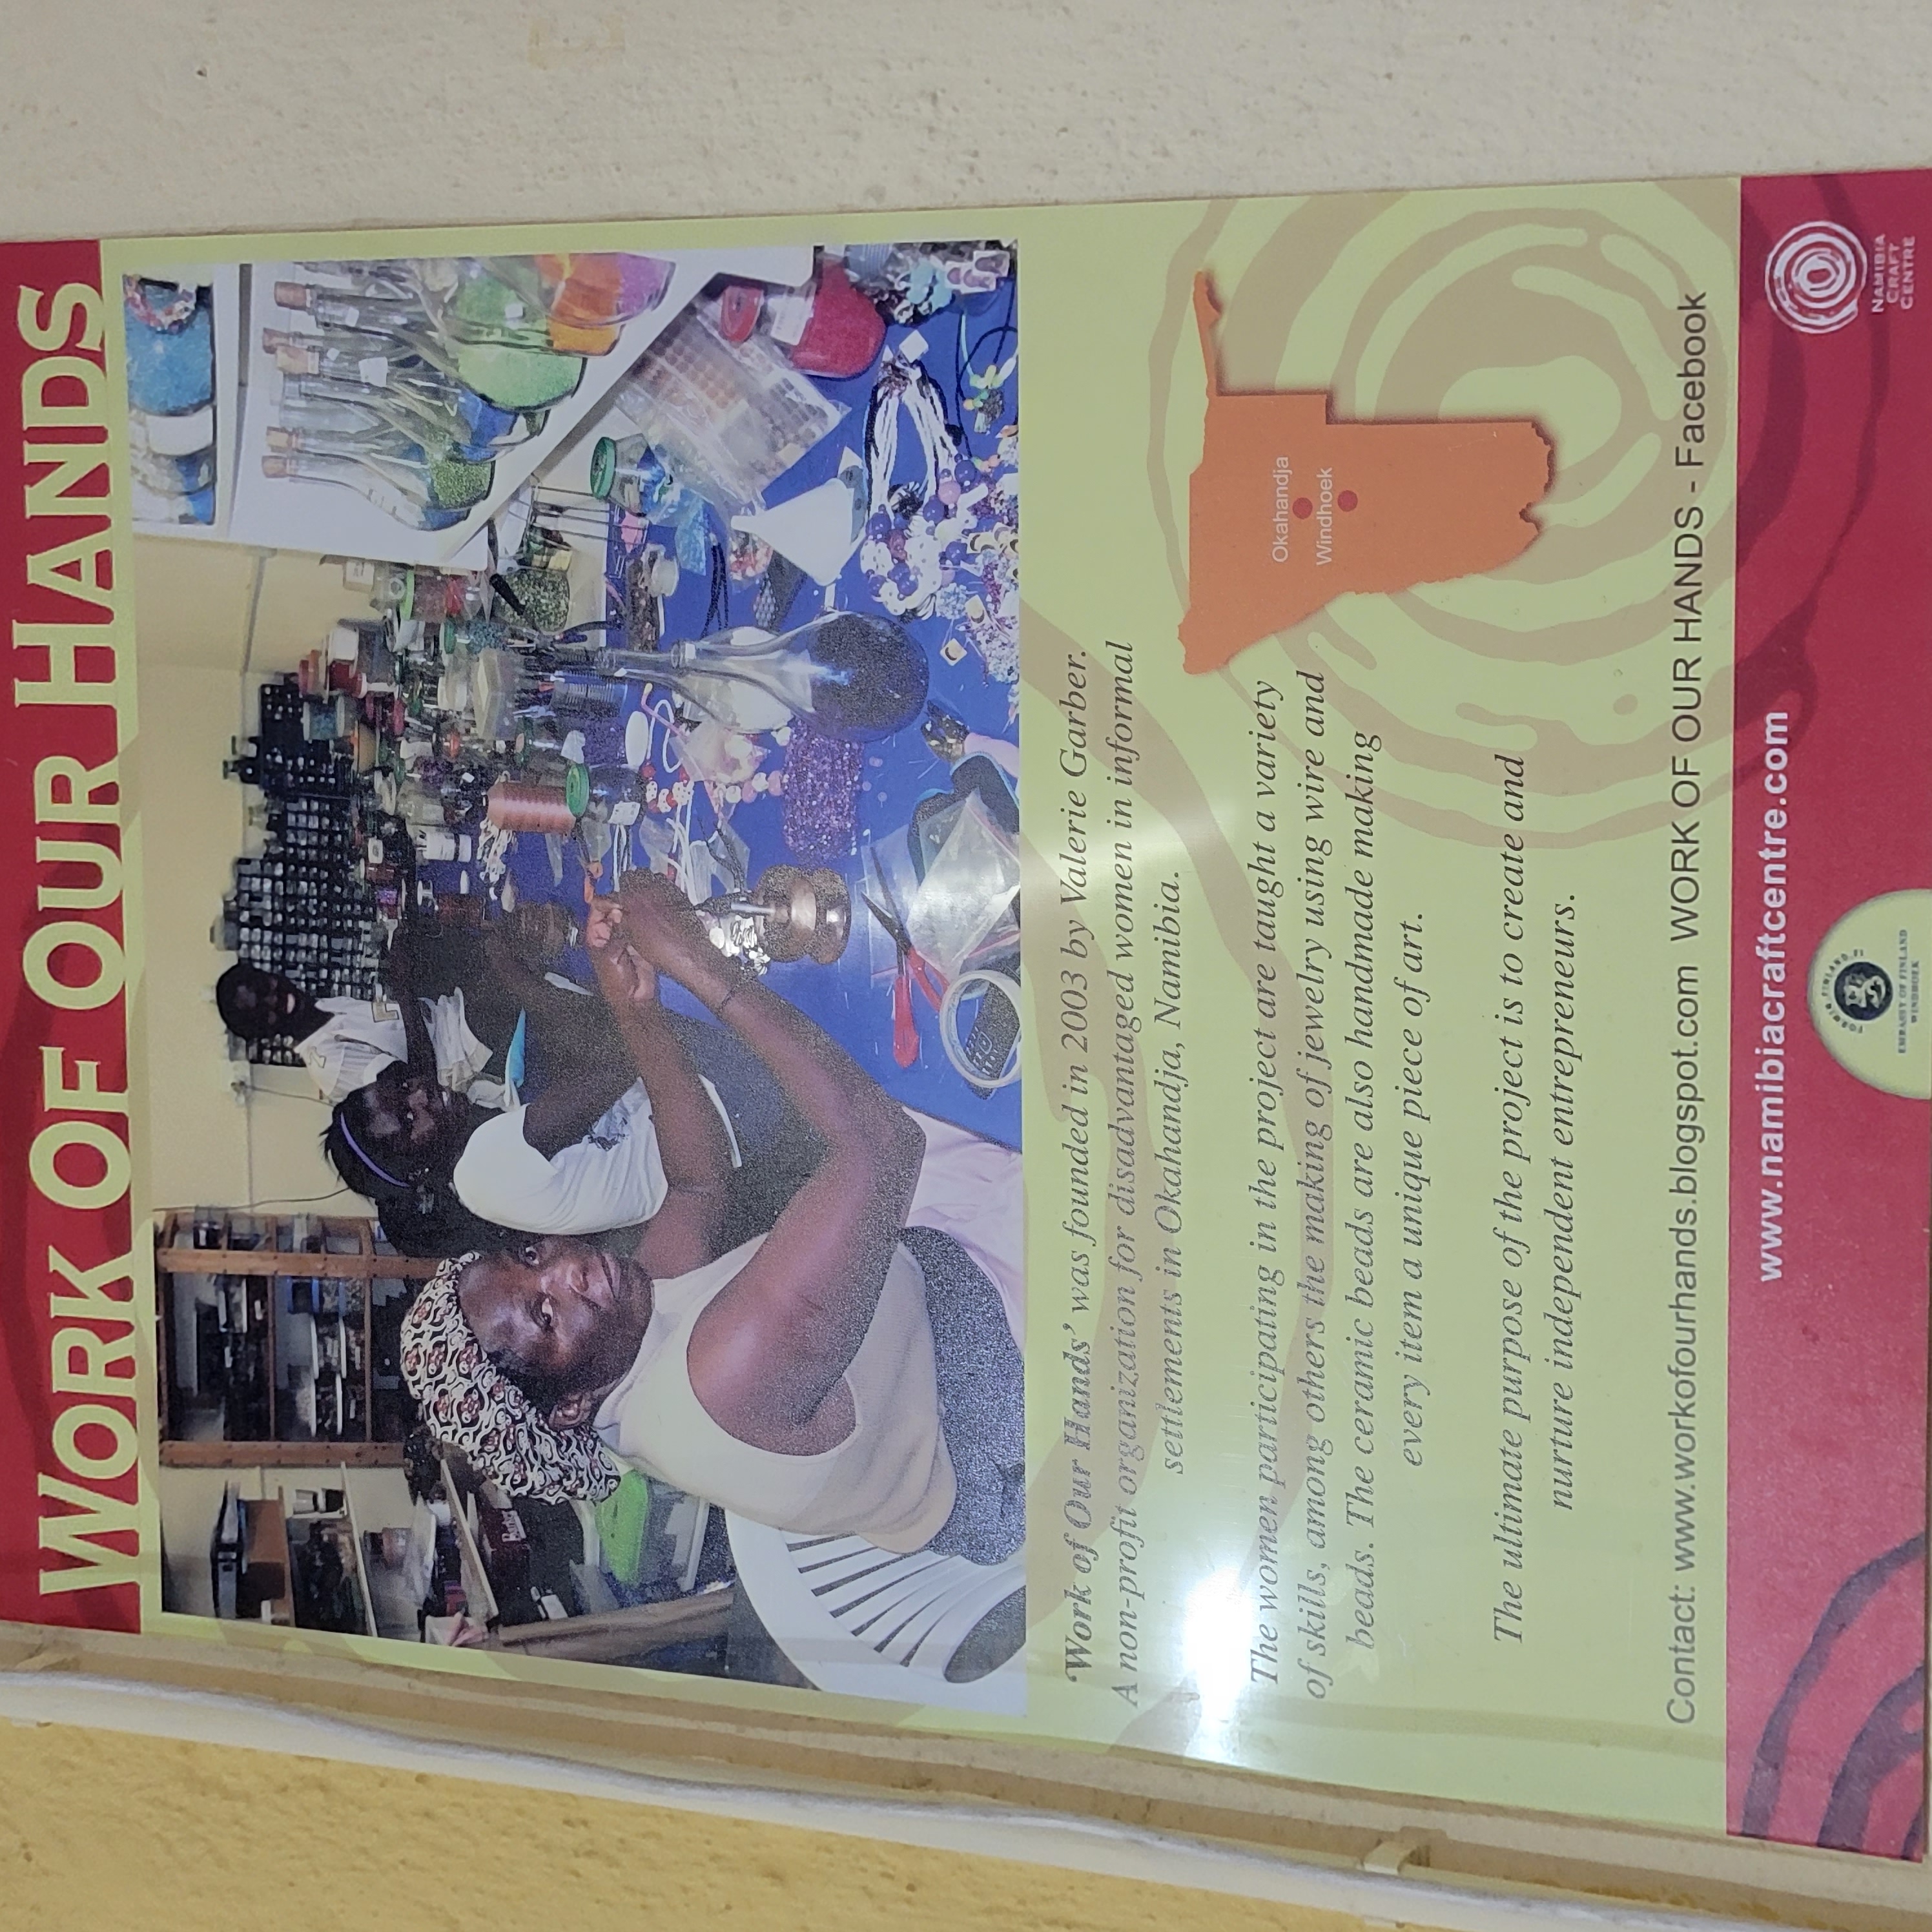 WORK OF OUR HANDS
'Work of Our Hands' was founded in 2003 by Valerie Garber.
A non-profit organization for disadvantaged women in informal
settlements in Okahandja, Namibia.
The women participating in the project are taught a variety
of skills, among others the making of jewelry using wire and
beads. The ceramic beads are also handmade making
every item a unique piece of art.
The ultimate purpose of the project is to create and
nurture independent entrepreneurs.
Okahandja
Windhoek
Contact: www.workofourhands.blogspot.com WORK OF OUR HANDS - Facebook
www.namibiacraftcentre.com
EMBASSY OF FINLAND
WINDHOEK
NAMIBIA
CRAFT
CENTRE